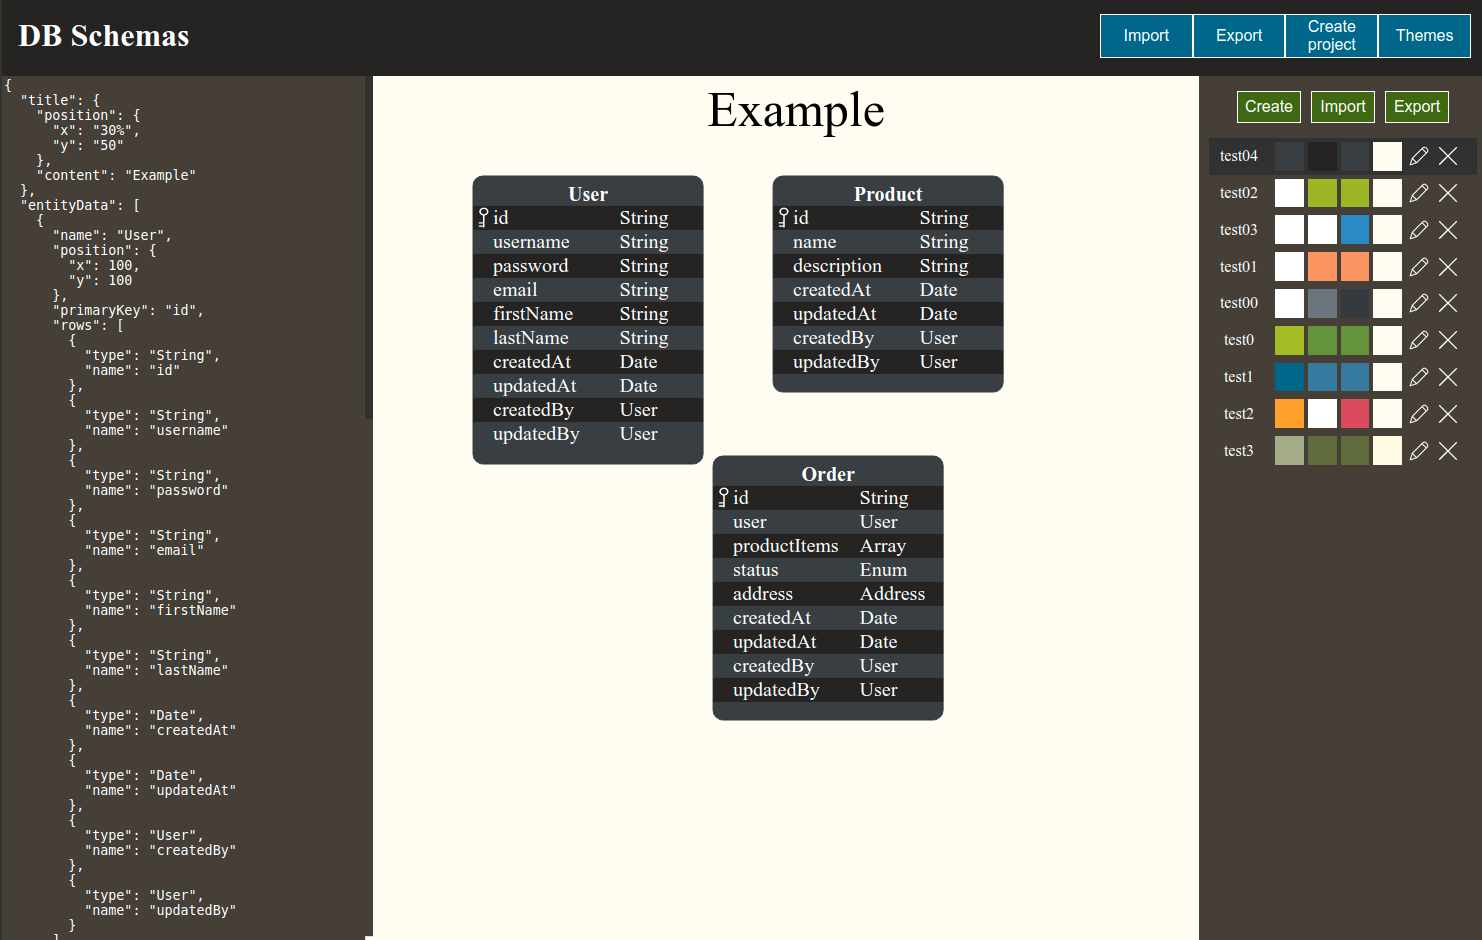 DB Schemas
Import
Export
Create
project
Themes
{
"title": {
"position": {
"x": "30%",
"y": "50"
},
"content": "Example"
},
"entityData": [
{
"name": "User",
"position": {
"x": 100,
"y": 100
},
"primaryKey": "id",
"rows": [
{
"type": "String",
"name": "id"
},
{
"type": "String",
"name": "username"
},
{
"type": "String",
"name": "password"
},
{
"type": "String",
"name": "email"
},
{
"type": "String",
"name": "firstName"
},
{
"type": "String",
"name": "lastName"
},
{
"type": "Date",
"name": "createdAt"
},
{
"type": "Date",
"name": "updatedAt"
},
{
"type": "User",
"name": "createdBy"
},
{
"type": "User",
"name": "updatedBy"
}
]
Example
User
id String
username String
password String
email String
firstName String
lastName String
createdAt Date
updatedAt Date
createdBy User
updatedBy User
Product
id String
name String
description String
createdAt Date
updatedAt Date
createdBy User
updatedBy User
Order
id String
user User
productItems Array
status Enum
address Address
createdAt Date
updatedAt Date
createdBy User
updatedBy User
Create
Import
Export
test04
test02
test03
test01
test00
test0
test1
test2
test3